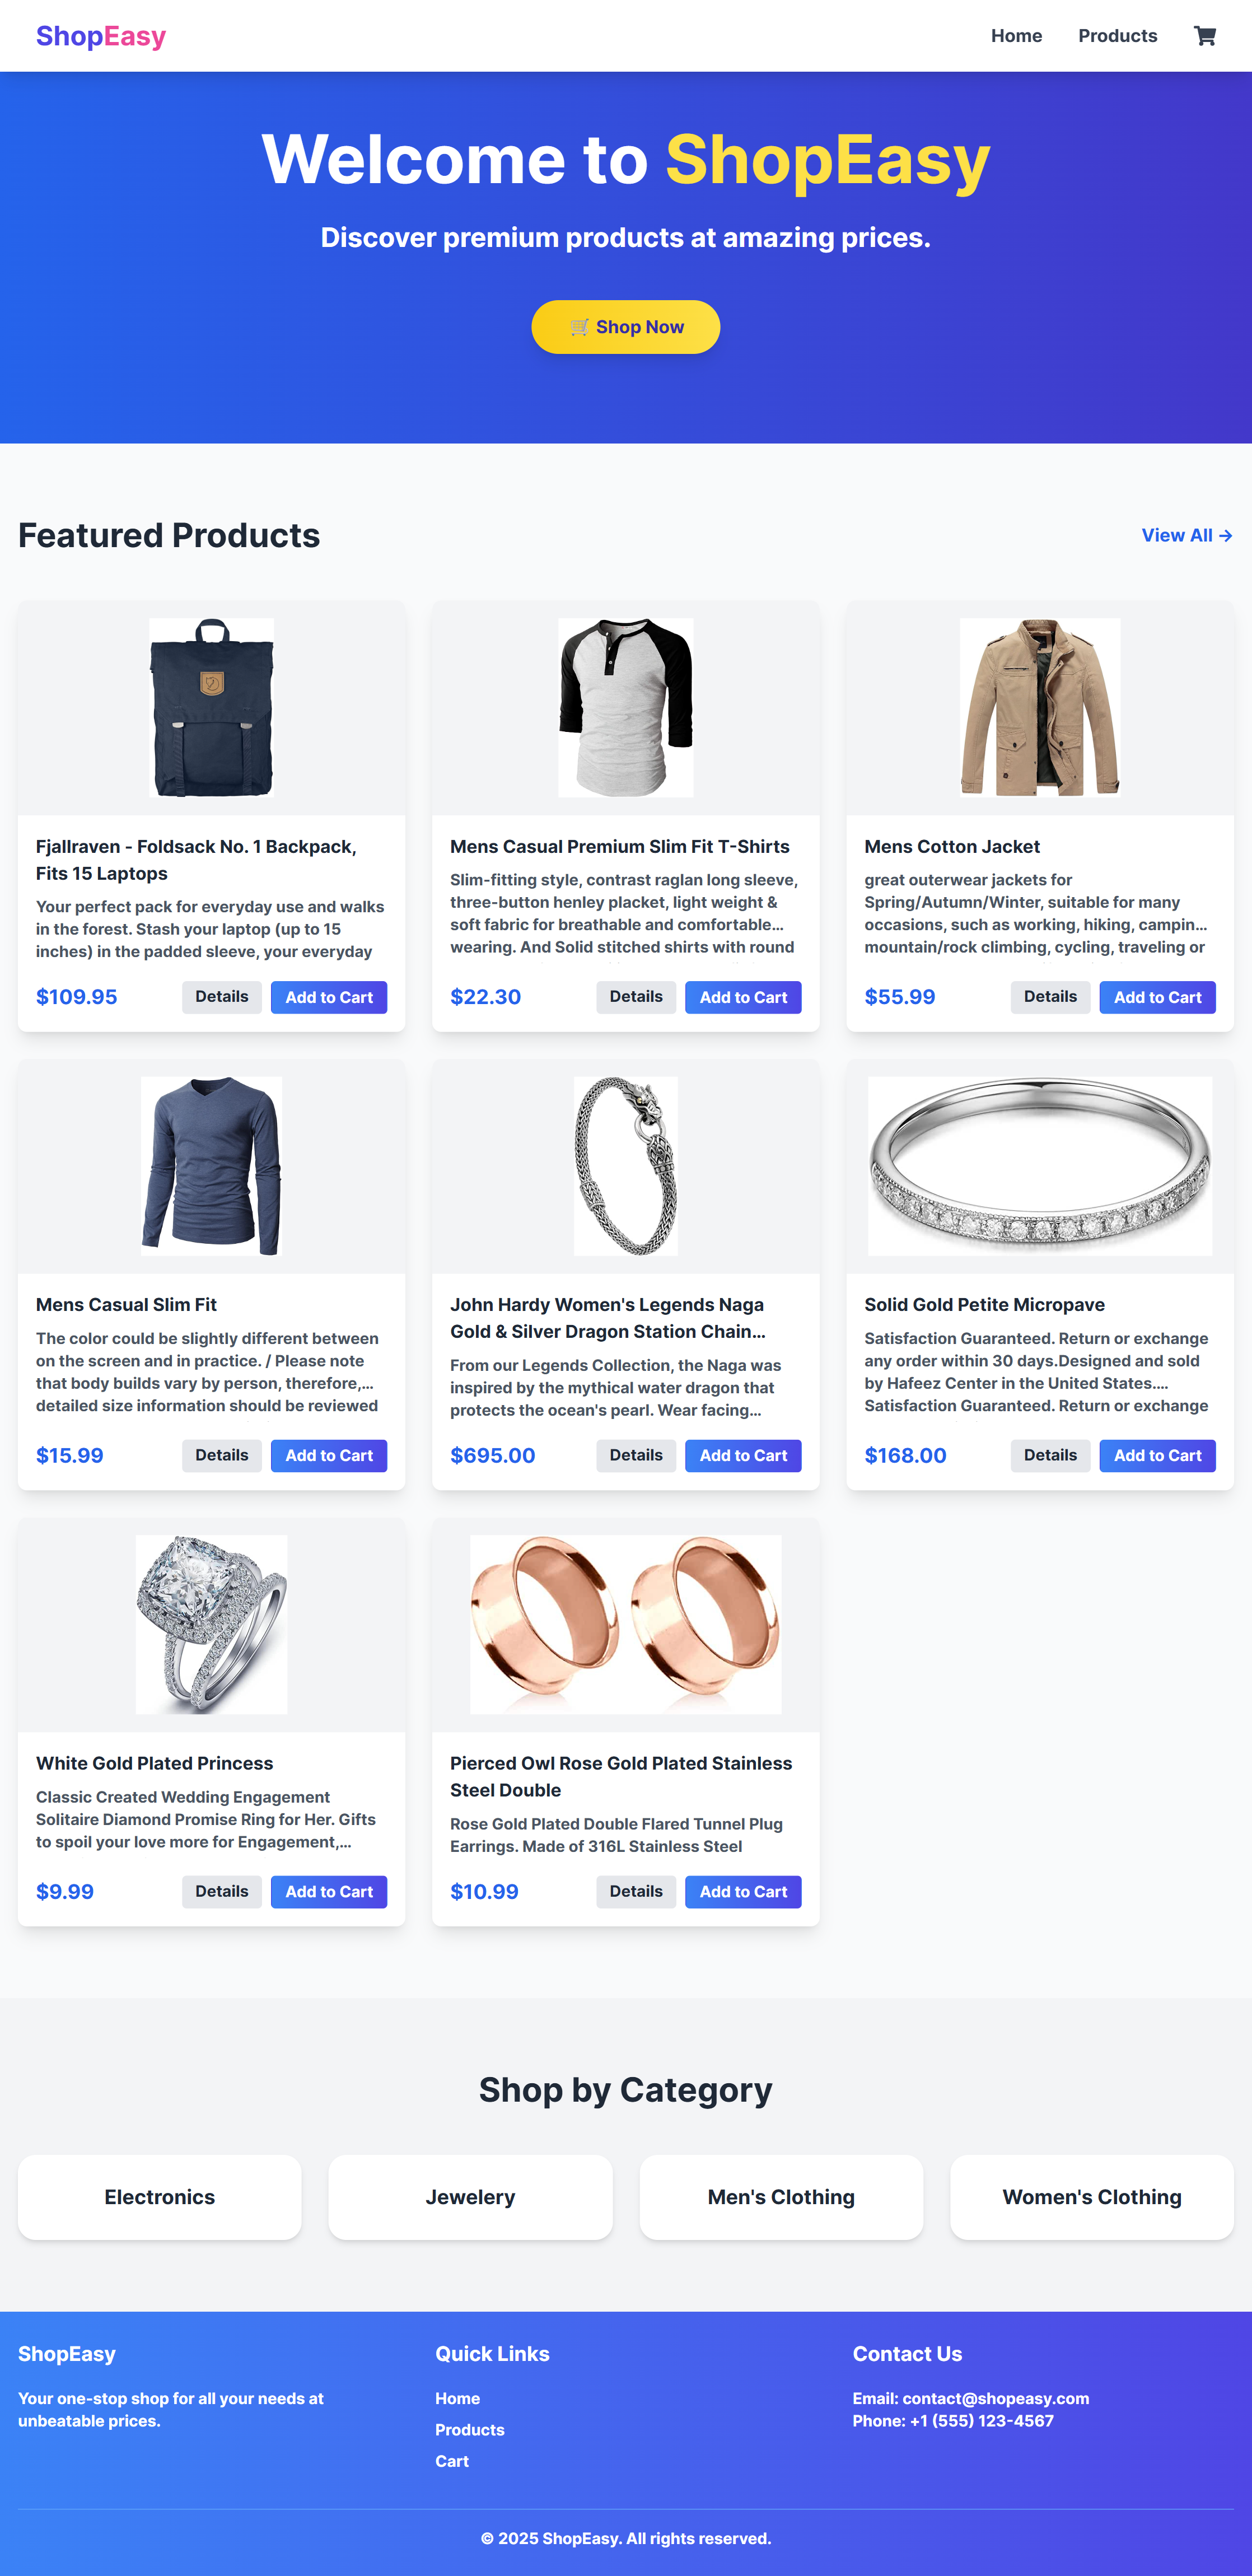 ShopEasy
Home
Products
Welcome to ShopEasy
Discover premium products at amazing prices.
🛒 Shop Now
Featured Products
View All →
Fjallraven - Foldsack No. 1 Backpack,
Fits 15 Laptops
Your perfect pack for everyday use and walks
in the forest. Stash your laptop (up to 15
inches) in the padded sleeve, your everyday
$109.95
Details
Add to Cart
Mens Casual Premium Slim Fit T-Shirts
Slim-fitting style, contrast raglan long sleeve,
three-button henley placket, light weight &
soft fabric for breathable and comfortable…
wearing. And Solid stitched shirts with round
$22.30
Details
Add to Cart
Mens Cotton Jacket
great outerwear jackets for
Spring/Autumn/Winter, suitable for many
occasions, such as working, hiking, campin…
mountain/rock climbing, cycling, traveling or
$55.99
Details
Add to Cart
Mens Casual Slim Fit
The color could be slightly different between
on the screen and in practice. / Please note
that body builds vary by person, therefore,…
detailed size information should be reviewed
$15.99
Details
Add to Cart
John Hardy Women's Legends Naga
Gold & Silver Dragon Station Chain…
From our Legends Collection, the Naga was
inspired by the mythical water dragon that
protects the ocean's pearl. Wear facing…
$695.00
Details
Add to Cart
Solid Gold Petite Micropave
Satisfaction Guaranteed. Return or exchange
any order within 30 days.Designed and sold
by Hafeez Center in the United States.…
Satisfaction Guaranteed. Return or exchange
$168.00
Details
Add to Cart
White Gold Plated Princess
Classic Created Wedding Engagement
Solitaire Diamond Promise Ring for Her. Gifts
to spoil your love more for Engagement,…
$9.99
Details
Add to Cart
Pierced Owl Rose Gold Plated Stainless
Steel Double
Rose Gold Plated Double Flared Tunnel Plug
Earrings. Made of 316L Stainless Steel
$10.99
Details
Add to Cart
Shop by Category
Electronics
Jewelery
Men's Clothing
Women's Clothing
ShopEasy
Your one-stop shop for all your needs at
unbeatable prices.
Quick Links
Home
Products
Cart
Contact Us
Email: contact@shopeasy.com
Phone: +1 (555) 123-4567
© 2025 ShopEasy. All rights reserved.